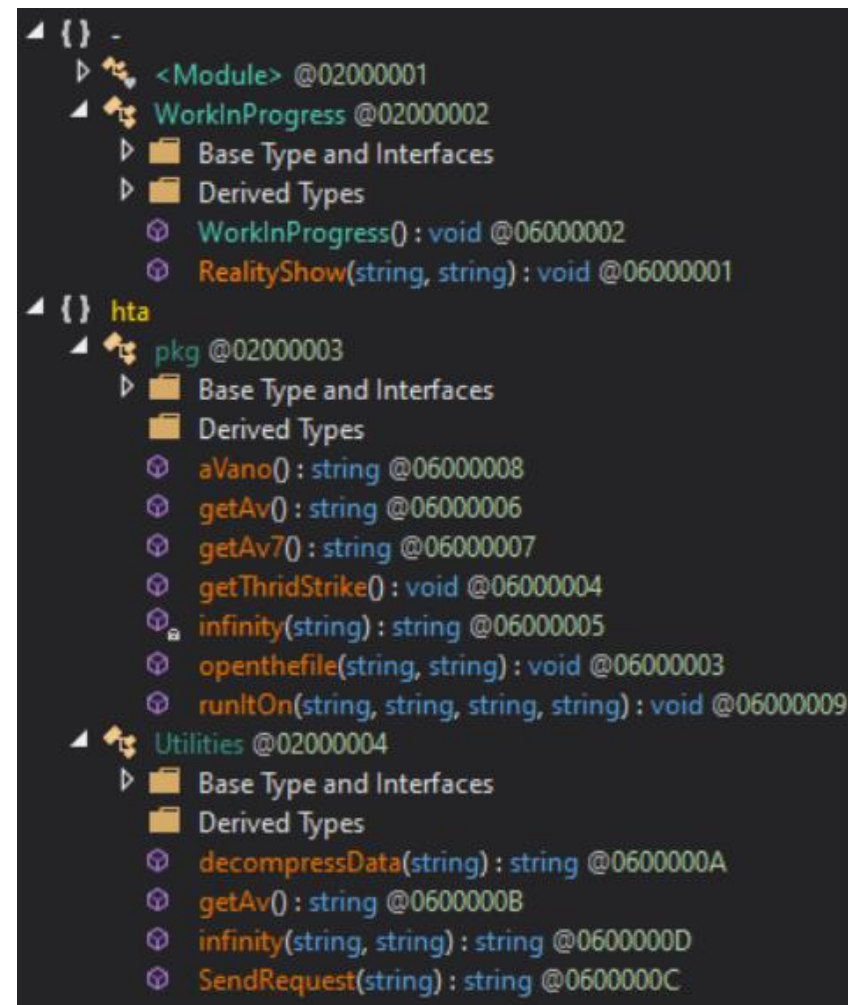 { } -
<Module> @02000001
WorkInProgress @02000002
Base Type and Interfaces
Derived Types
WorkInProgress() : void @06000002
RealityShow(string, string) : void @06000001
{ } hta
pkg @02000003
Base Type and Interfaces
Derived Types
aVano() : string @06000008
getAv() : string @06000006
getAv7() : string @06000007
getThridStrike() : void @06000004
infinity(string) : string @06000005
openthefile(string, string) : void @06000003
runItOn(string, string, string, string) : void @06000009
Utilities @02000004
Base Type and Interfaces
Derived Types
decompressData(string) : string @0600000A
getAv() : string @0600000B
infinity(string, string) : string @0600000D
SendRequest(string) : string @0600000C